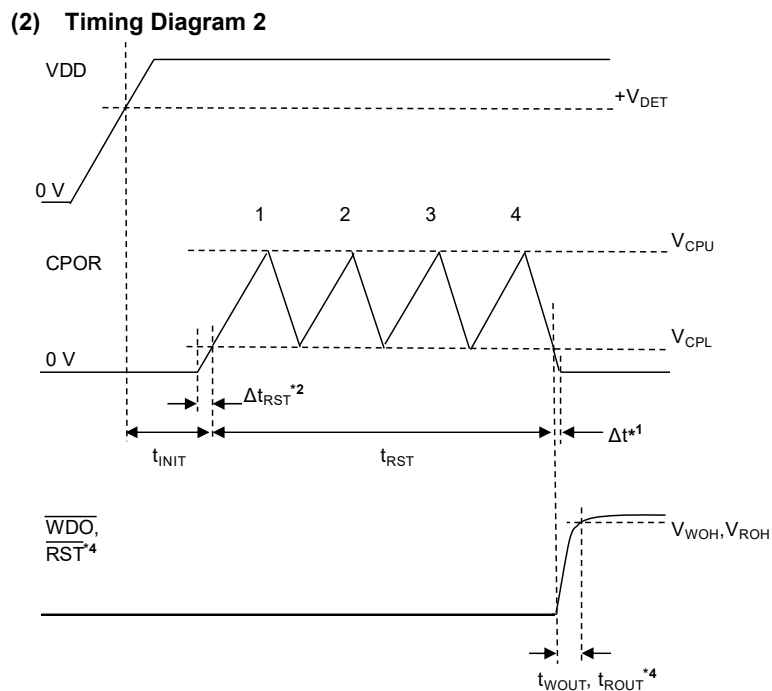 (2) Timing Diagram 2
VDD
+VDET
0 V
1 2 3 4
VCPU
CPOR
VCPL
0 V
ΔtRST*2
Δt*1
tINIT
tRST
WDO,
RST*4
VWOH,VROH
tWOUT, tROUT*4